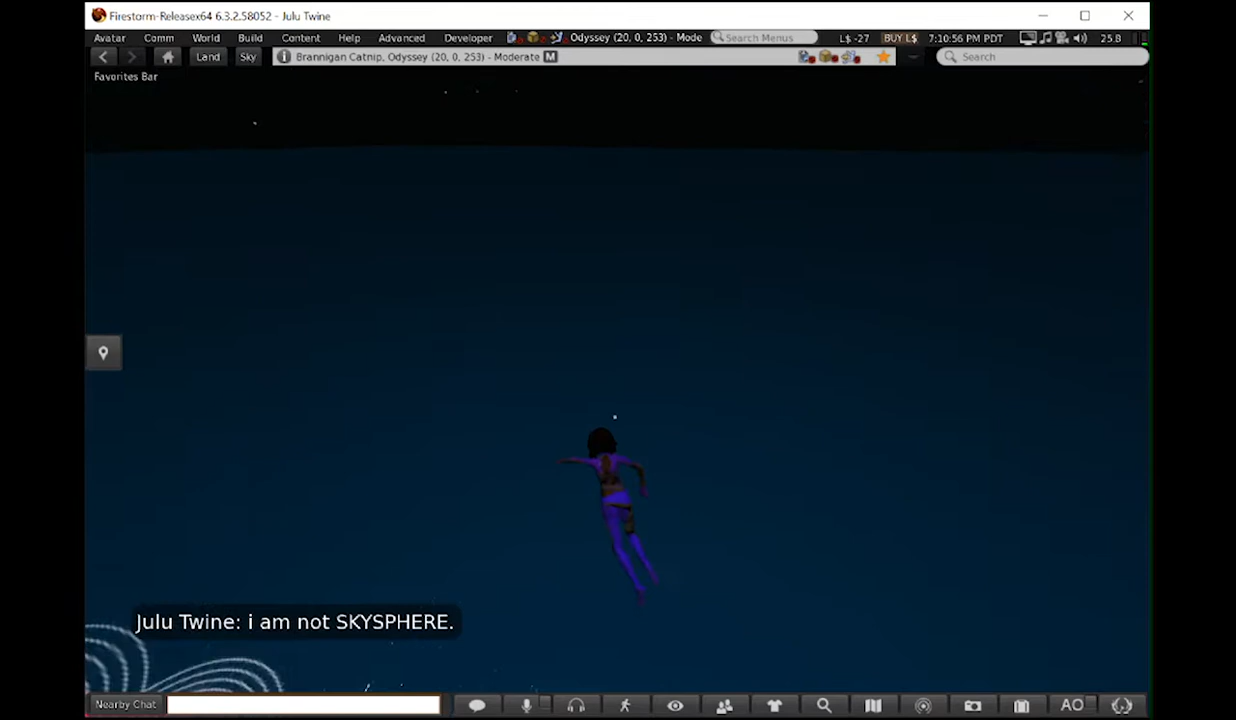 Firestorm-Releasex64 6.3.2.58052 - Julu Twine
Avatar Comm World Build Content Help Advanced Developer Odyssey (20, 0, 253) - Mode Search Menus L$ -27 BUY L$ 7:10:56 PM PDT 25.8
Land Sky Brannigan Catnip, Odyssey (20, 0, 253) - Moderate M Search
Favorites Bar
Julu Twine: i am not SKYSPHERE.
Nearby Chat AO